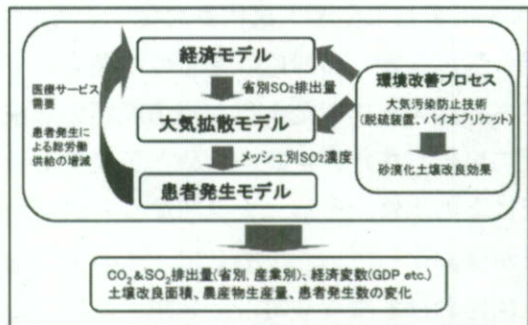 経済モデル
省別SO₂排出量
大気拡散モデル
メッシュ別SO₂濃度
患者発生モデル
医療サービス
需要
患者発生に
よる総労働
供給の増減
環境改善プロセス
大気汚染防止技術
(脱硫装置、バイオブリケット)
砂漠化土壌改良効果
CO₂&SO₂排出量(省別、産業別)、経済変数(GDP etc.)
土壌改良面積、農産物生産量、患者発生数の変化